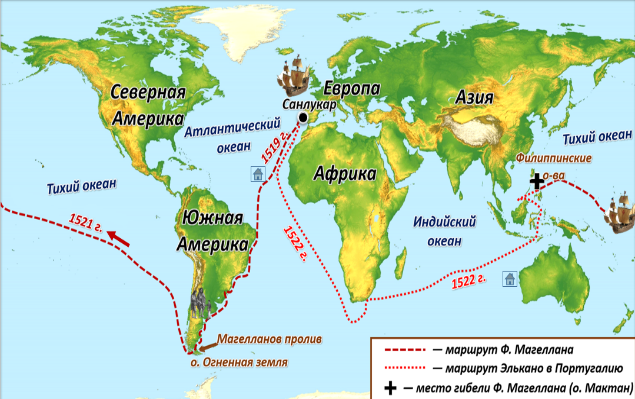 Северная
Америка
Атлантический
океан
Европа
Санлукар
Азия
Тихий океан
Филиппинские
о-ва
1519 г.
Африка
Тихий океан
1521 г.
Южная
Америка
Индийский
океан
1522 г.
1522 г.
Магелланов пролив
о. Огненная земля
— маршрут Ф. Магеллана
— маршрут Элькано в Португалию
— место гибели Ф. Магеллана (о. Мактан)